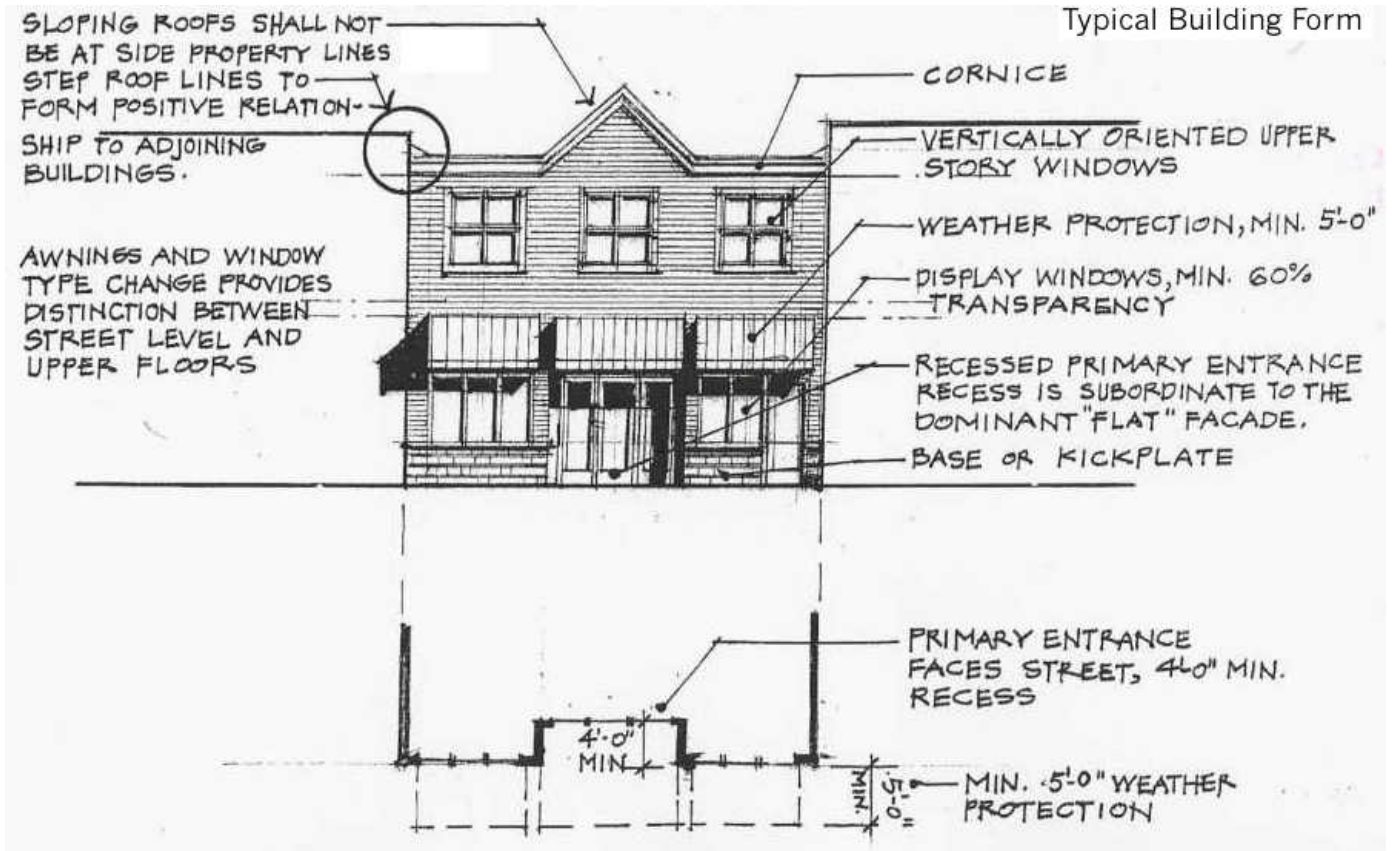 Typical Building Form
SLOPING ROOFS SHALL NOT
BE AT SIDE PROPERTY LINES
STEP ROOF LINES TO
FORM POSITIVE RELATION-
SHIP TO ADJOINING
BUILDINGS.
AWNINGS AND WINDOW
TYPE CHANGE PROVIDES
DISTINCTION BETWEEN
STREET LEVEL AND
UPPER FLOORS
CORNICE
VERTICALLY ORIENTED UPPER
STORY WINDOWS
WEATHER PROTECTION, MIN. 5'-0"
DISPLAY WINDOWS, MIN. 60%
TRANSPARENCY
RECESSED PRIMARY ENTRANCE
RECESS IS SUBORDINATE TO THE
DOMINANT "FLAT" FACADE.
BASE OR KICKPLATE
PRIMARY ENTRANCE
FACES STREET, 4'-0" MIN.
RECESS
4'-0"
MIN
5'-0"
MIN.
MIN. 5'-0" WEATHER
PROTECTION